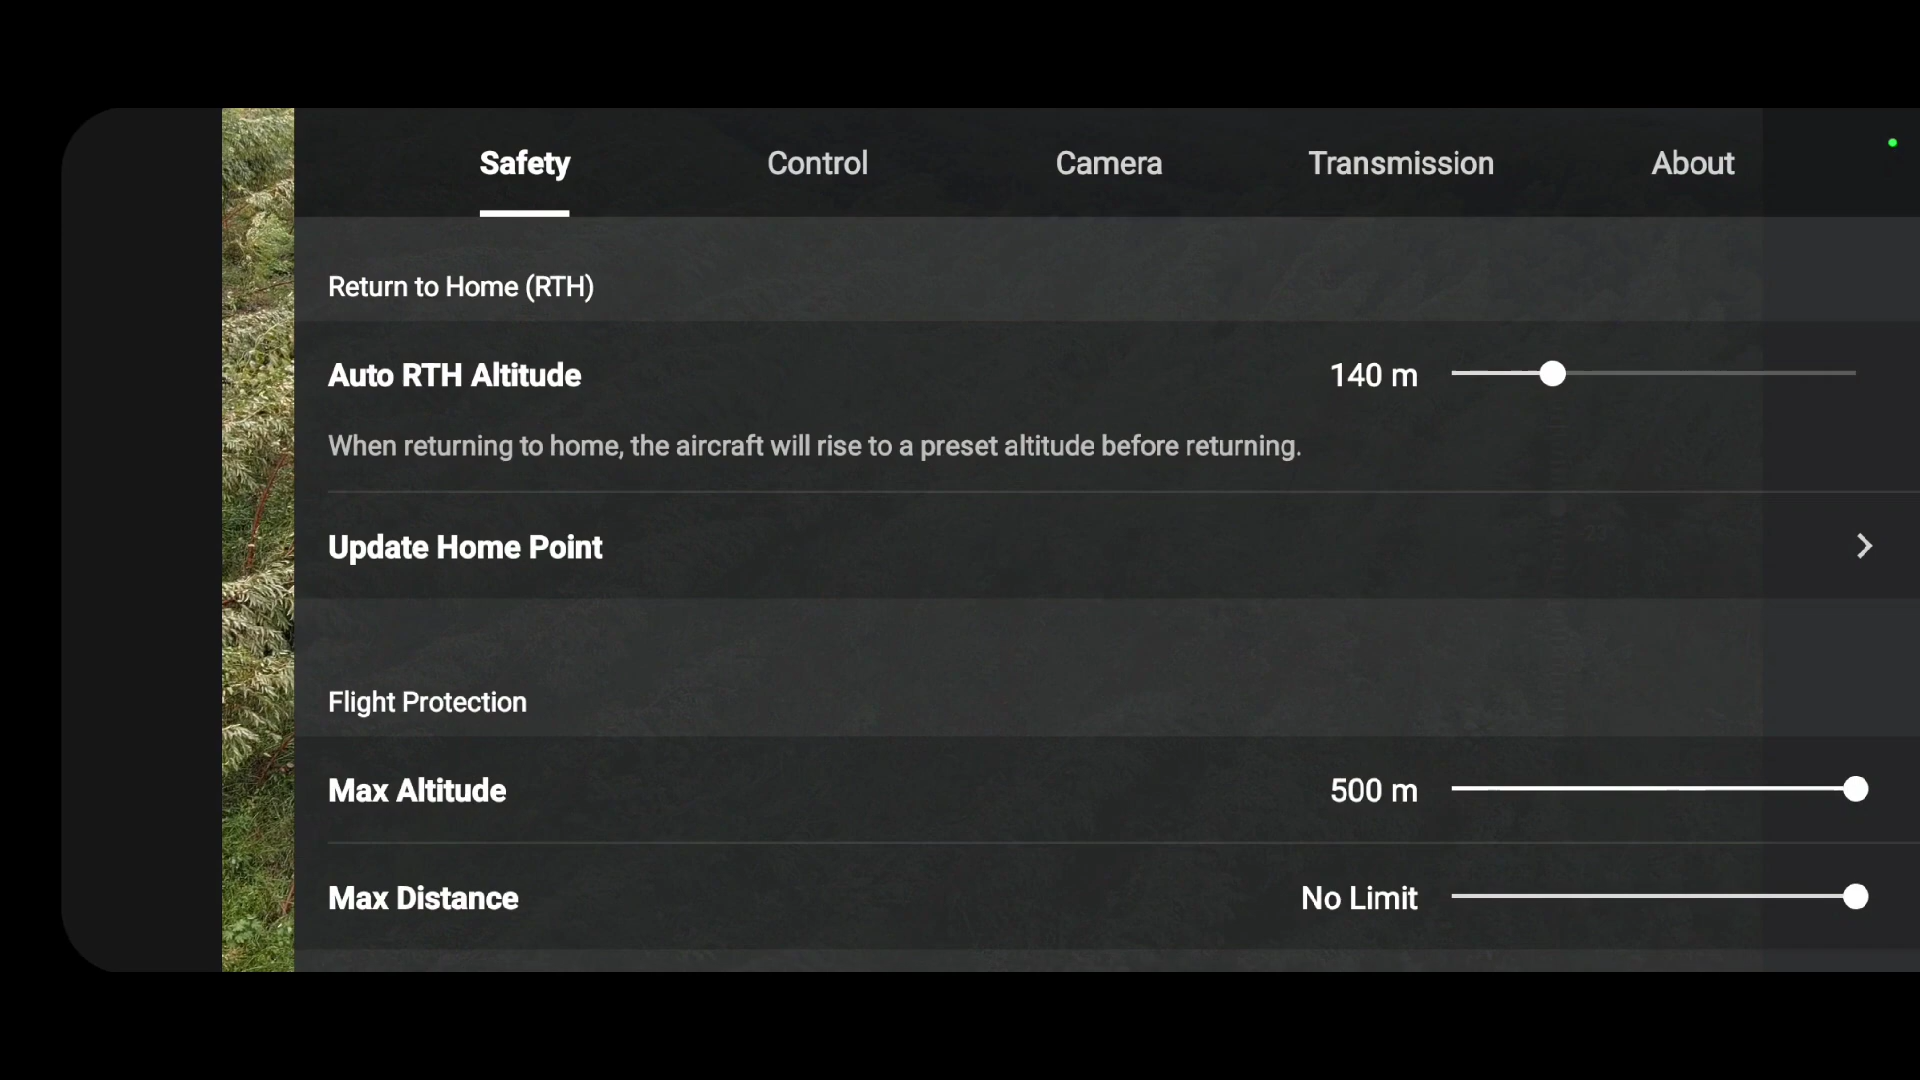 Safety Control Camera Transmission About
Return to Home (RTH)
Auto RTH Altitude 140 m
When returning to home, the aircraft will rise to a preset altitude before returning.
Update Home Point
Flight Protection
Max Altitude 500 m
Max Distance No Limit